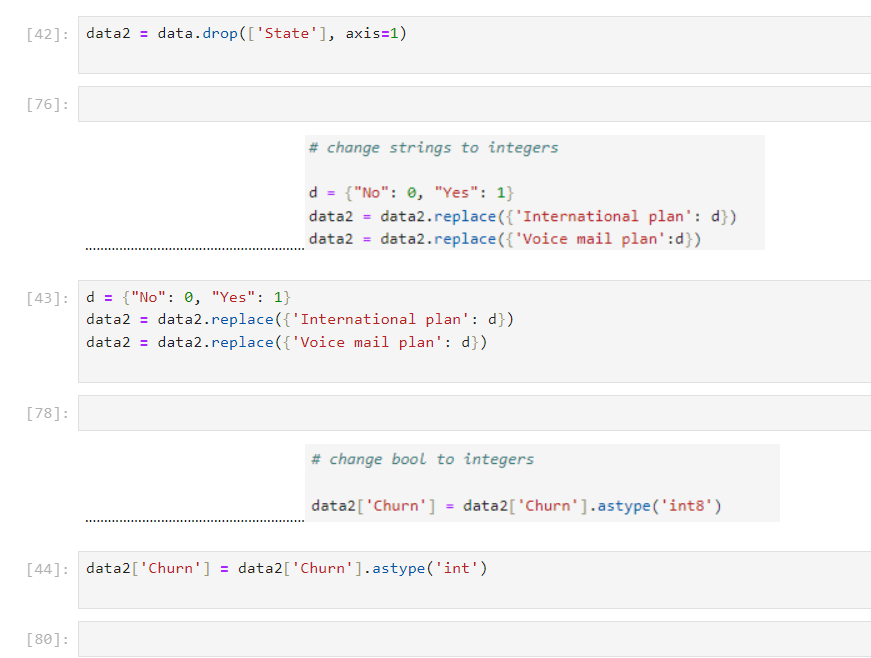 [42]: data2 = data.drop(['State'], axis=1)
[76]:
# change strings to integers
d = {"No": 0, "Yes": 1}
data2 = data2.replace({'International plan': d})
data2 = data2.replace({'Voice mail plan':d})
[43]: d = {"No": 0, "Yes": 1}
data2 = data2.replace({'International plan': d})
data2 = data2.replace({'Voice mail plan': d})
[78]:
# change bool to integers
data2['Churn'] = data2['Churn'].astype('int8')
[44]: data2['Churn'] = data2['Churn'].astype('int')
[80]: